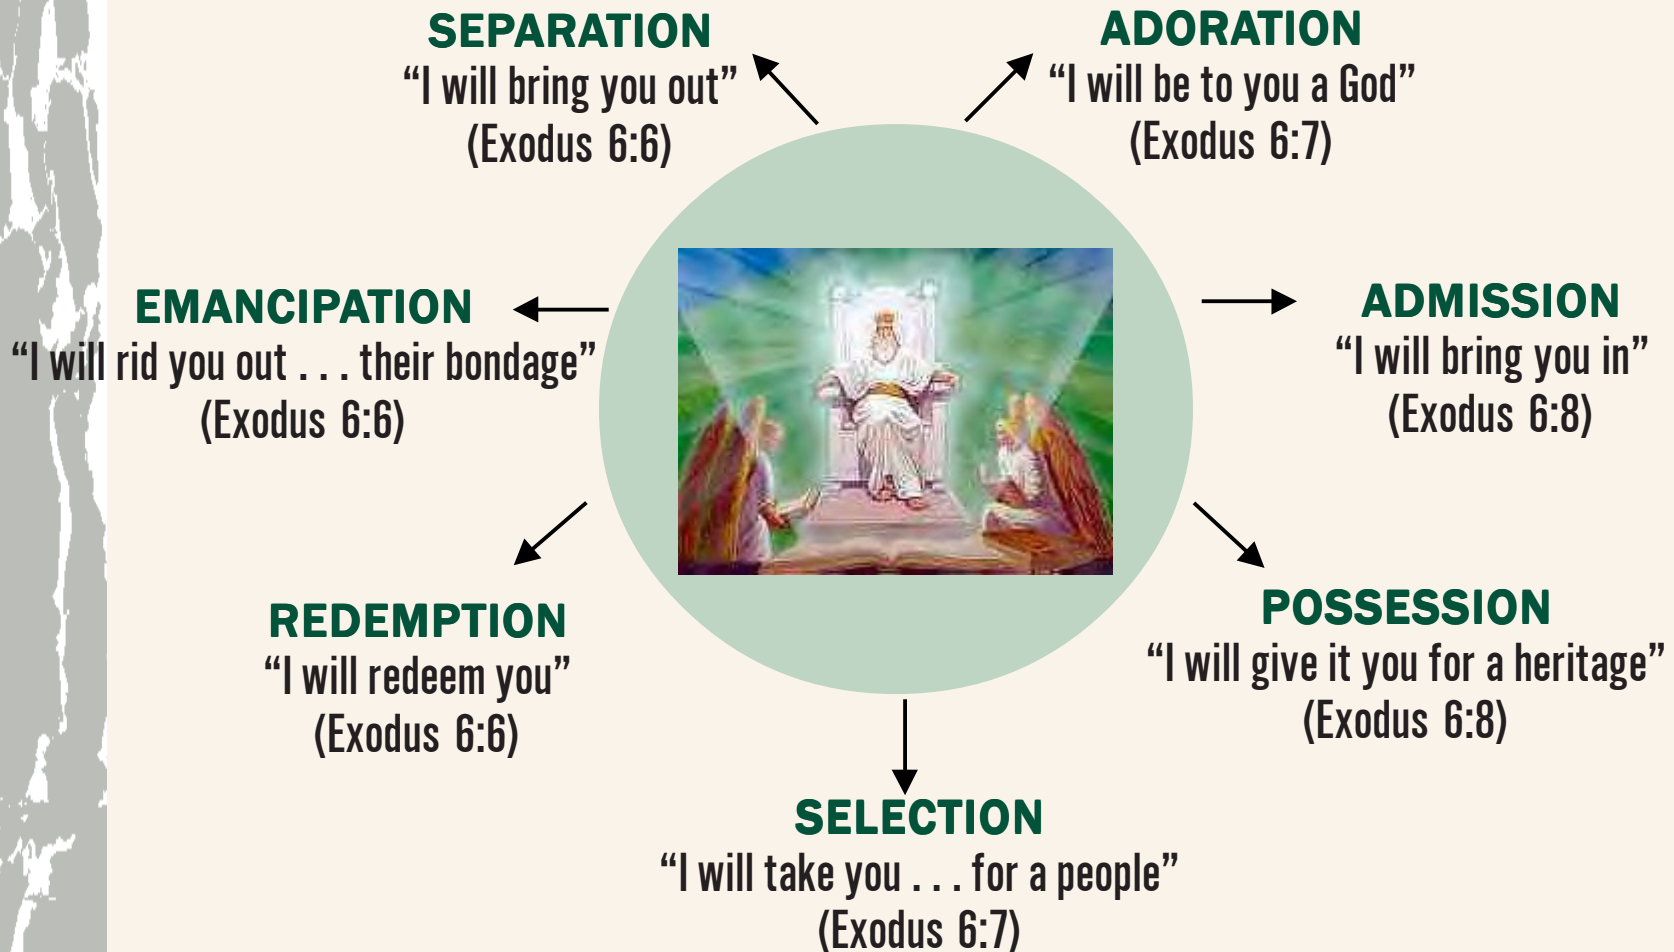 SEPARATION
“I will bring you out”
(Exodus 6:6)
ADORATION
“I will be to you a God”
(Exodus 6:7)
EMANCIPATION
“I will rid you out . . . their bondage”
(Exodus 6:6)
ADMISSION
“I will bring you in”
(Exodus 6:8)
REDEMPTION
“I will redeem you”
(Exodus 6:6)
POSSESSION
“I will give it you for a heritage”
(Exodus 6:8)
SELECTION
“I will take you . . . for a people”
(Exodus 6:7)